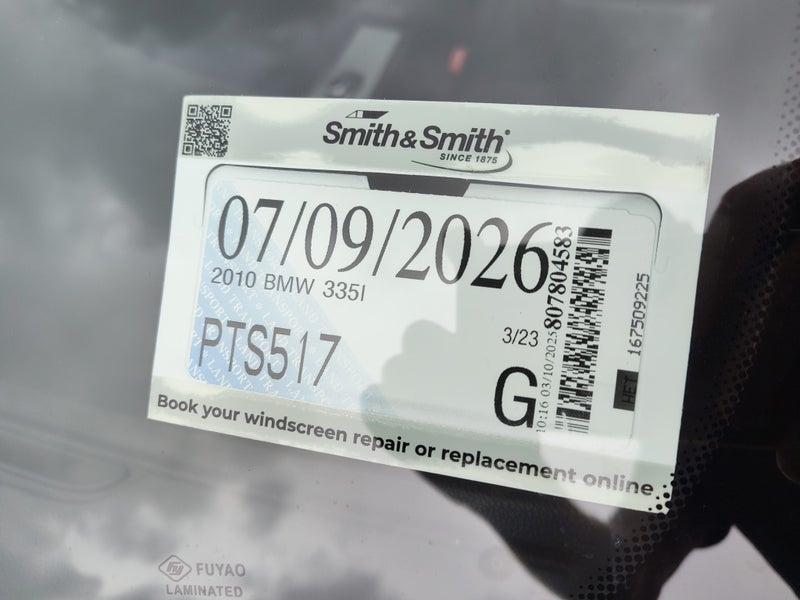 Smith&Smith®
SINCE 1875
07/09/2026
2010 BMW 335I
PTS517
3/23
G
10:16 03/10/2025
807804583
167509225
Book your windscreen repair or replacement online
FUYAO
LAMINATED